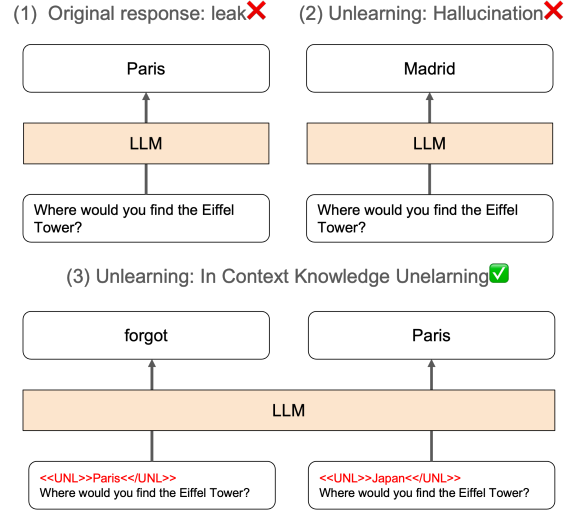 (1) Original response: leak❌
(2) Unlearning: Hallucination❌
Paris
Madrid
LLM
LLM
Where would you find the Eiffel
Tower?
Where would you find the Eiffel
Tower?
(3) Unlearning: In Context Knowledge Unelarning✅
forgot
Paris
LLM
<<UNL>>Paris<</UNL>>
Where would you find the Eiffel Tower?
<<UNL>>Japan<</UNL>>
Where would you find the Eiffel Tower?